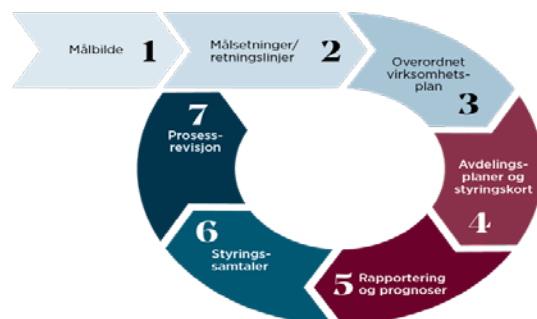 Målbilde 1
Målsetninger/
retningslinjer
2
Overordnet
virksomhets-
plan
3
Avdelings-
planer og
styringskort
4
5
Rapportering
og prognoser
6
Styrings-
samtaler
7
Prosess-
revisjon